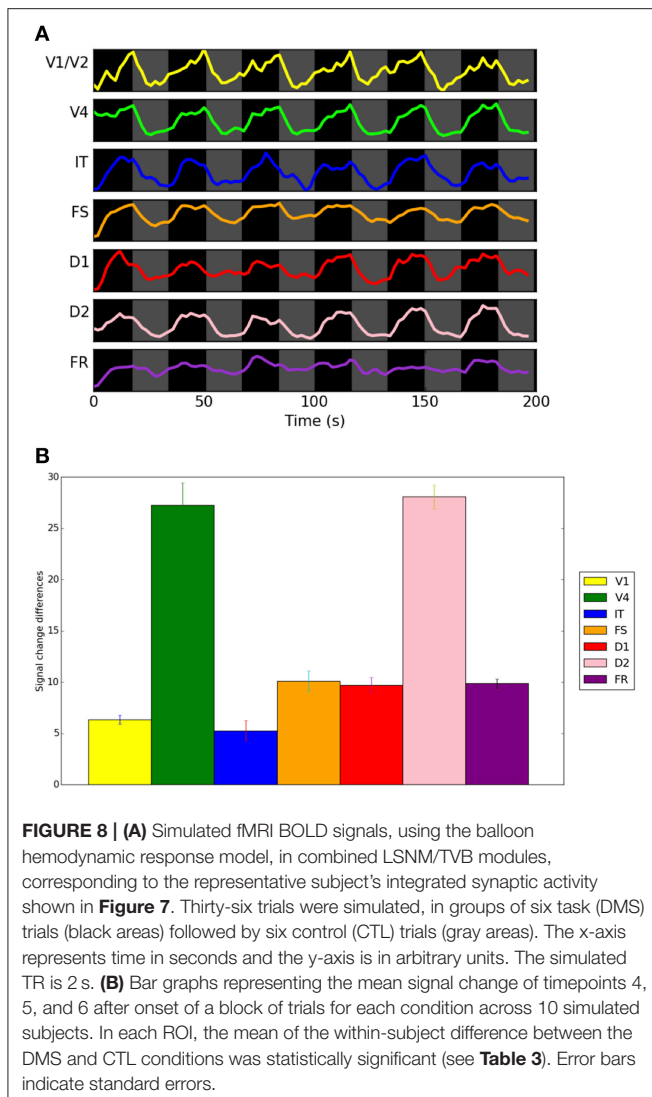 A
V1/V2
V4
IT
FS
D1
D2
FR
0 50 100 150 200
Time (s)
B
30
25
20
15
10
5
0
Signal change differences
V1
V4
IT
FS
D1
D2
FR
FIGURE 8 | (A) Simulated fMRI BOLD signals, using the balloon
hemodynamic response model, in combined LSNM/TVB modules,
corresponding to the representative subject's integrated synaptic activity
shown in Figure 7. Thirty-six trials were simulated, in groups of six task (DMS)
trials (black areas) followed by six control (CTL) trials (gray areas). The x-axis
represents time in seconds and the y-axis is in arbitrary units. The simulated
TR is 2 s. (B) Bar graphs representing the mean signal change of timepoints 4,
5, and 6 after onset of a block of trials for each condition across 10 simulated
subjects. In each ROI, the mean of the within-subject difference between the
DMS and CTL conditions was statistically significant (see Table 3). Error bars
indicate standard errors.